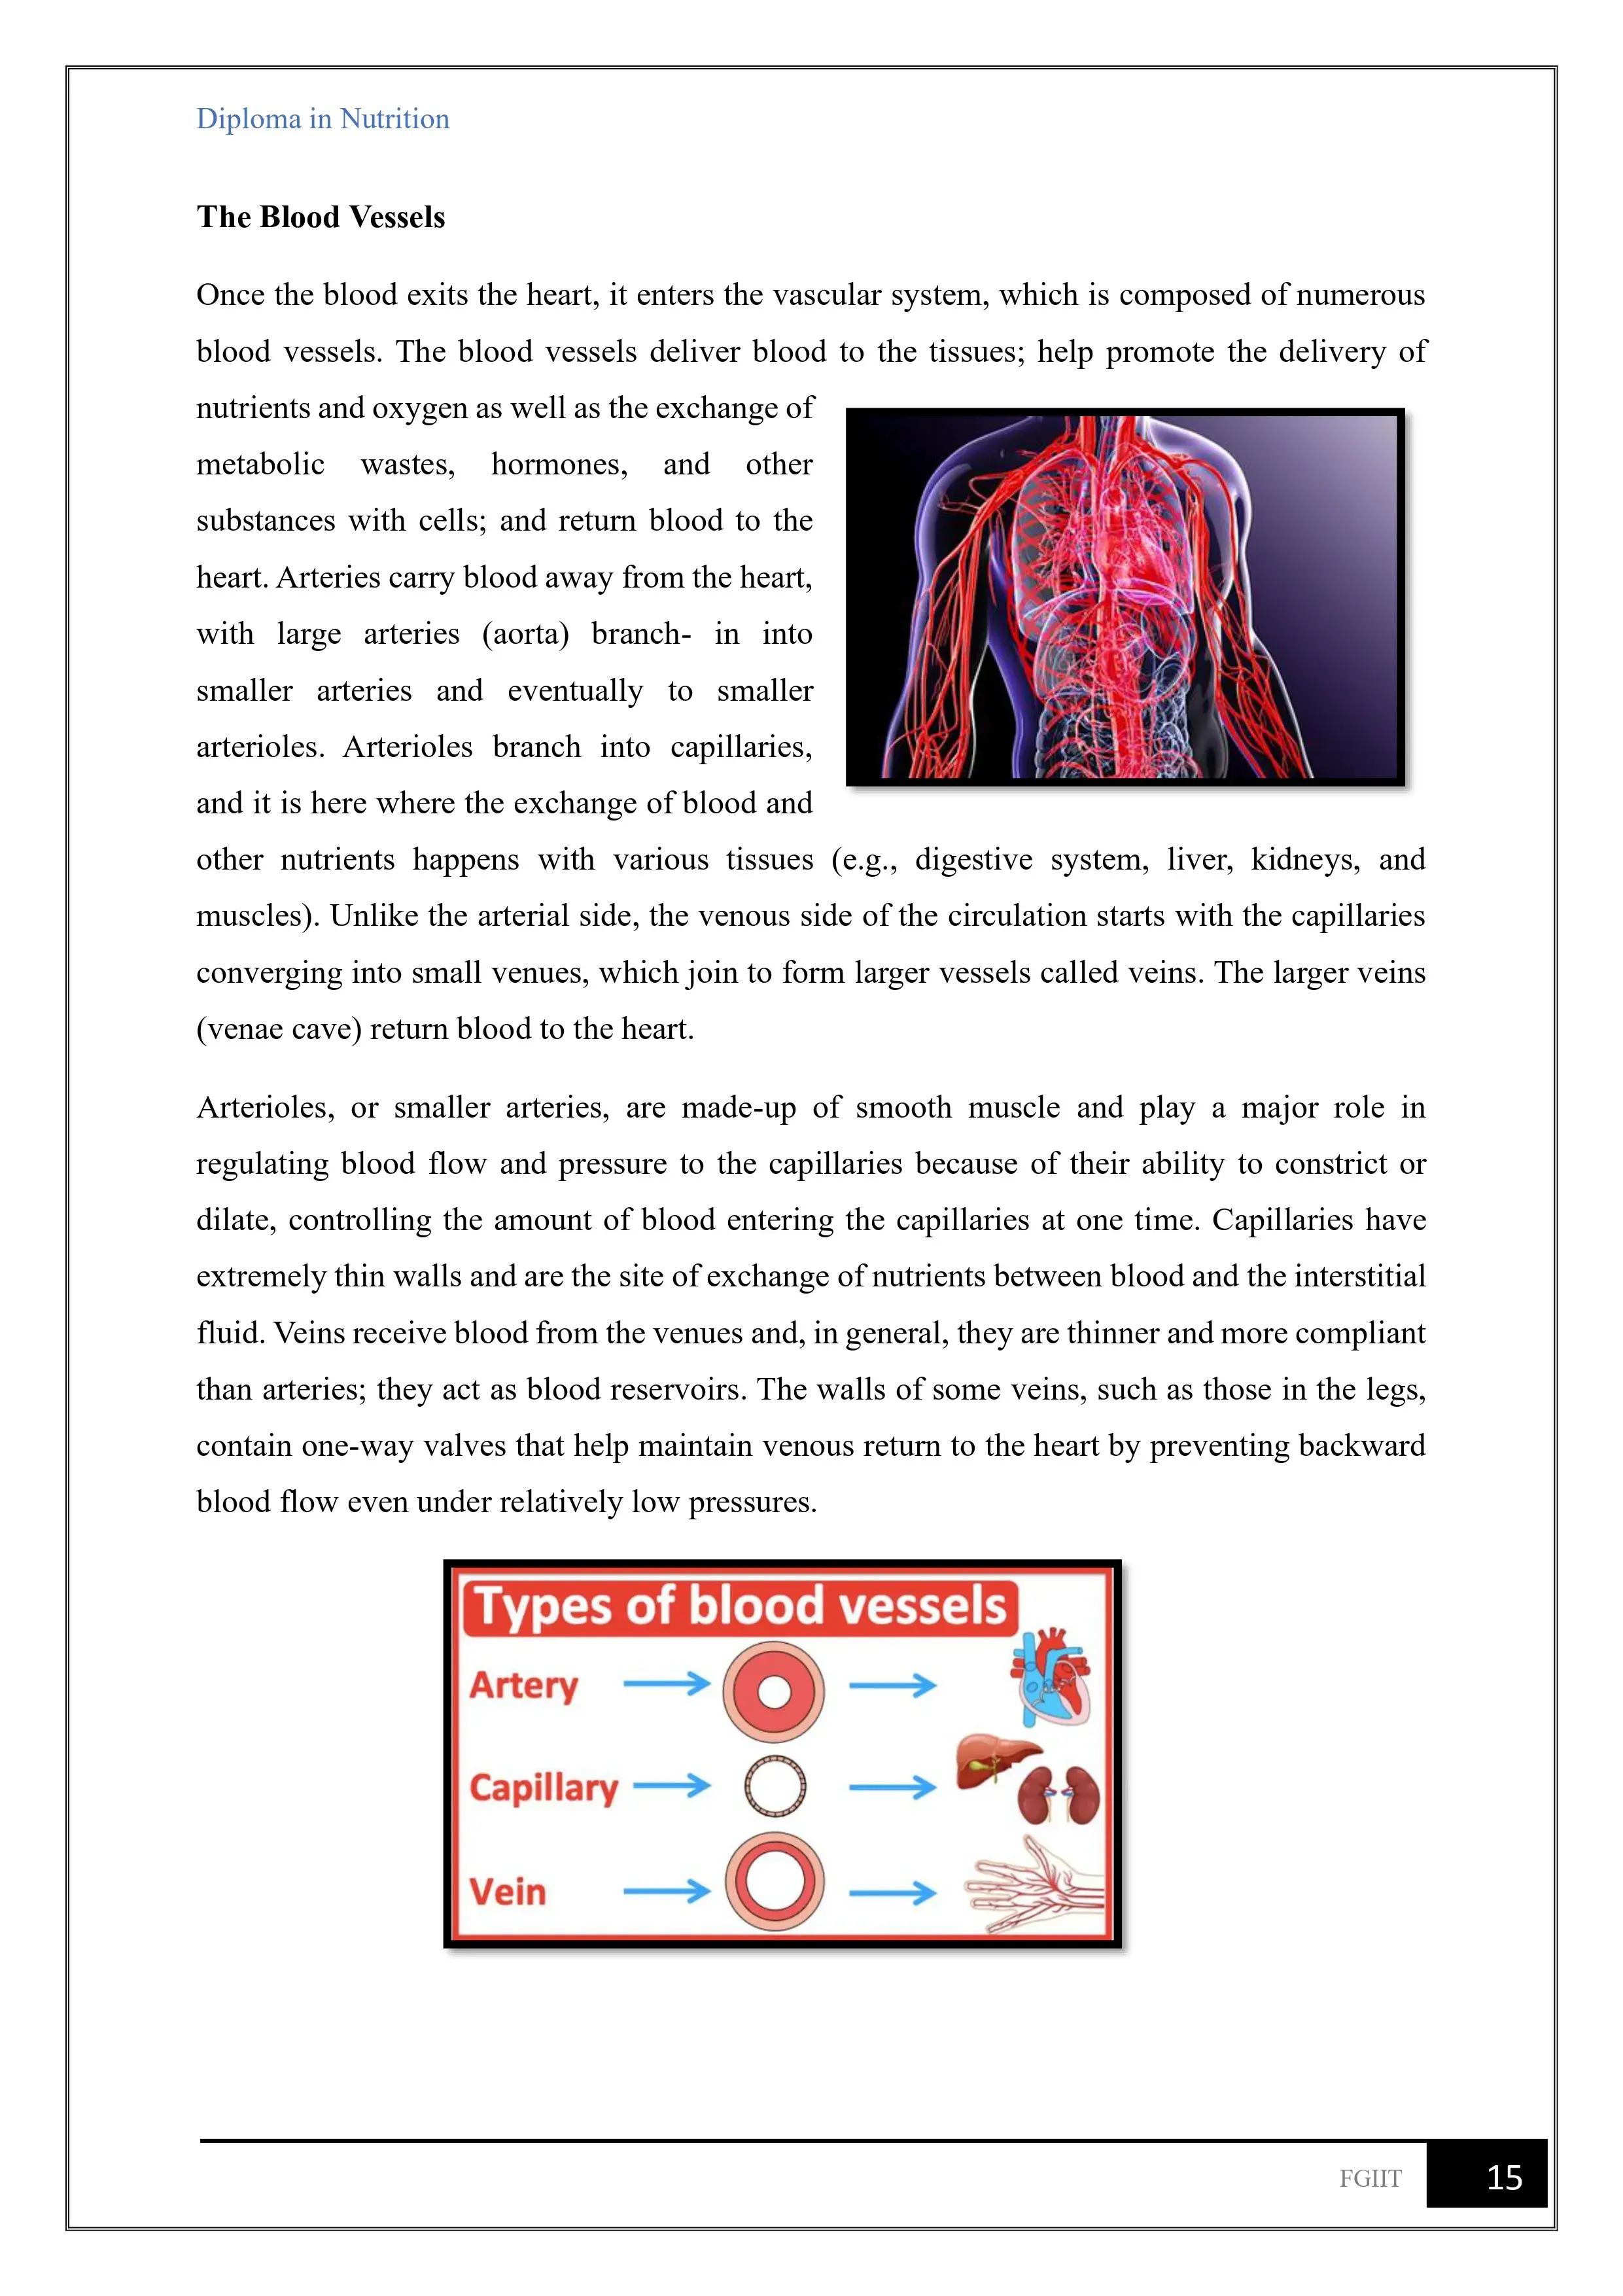 Diploma in Nutrition
The Blood Vessels
Once the blood exits the heart, it enters the vascular system, which is composed of numerous
blood vessels. The blood vessels deliver blood to the tissues; help promote the delivery of
nutrients and oxygen as well as the exchange of
metabolic wastes, hormones, and other
substances with cells; and return blood to the
heart. Arteries carry blood away from the heart,
with large arteries (aorta) branch- in into
smaller arteries and eventually to smaller
arterioles. Arterioles branch into capillaries,
and it is here where the exchange of blood and
other nutrients happens with various tissues (e.g., digestive system, liver, kidneys, and
muscles). Unlike the arterial side, the venous side of the circulation starts with the capillaries
converging into small venues, which join to form larger vessels called veins. The larger veins
(venae cave) return blood to the heart.
Arterioles, or smaller arteries, are made-up of smooth muscle and play a major role in
regulating blood flow and pressure to the capillaries because of their ability to constrict or
dilate, controlling the amount of blood entering the capillaries at one time. Capillaries have
extremely thin walls and are the site of exchange of nutrients between blood and the interstitial
fluid. Veins receive blood from the venues and, in general, they are thinner and more compliant
than arteries; they act as blood reservoirs. The walls of some veins, such as those in the legs,
contain one-way valves that help maintain venous return to the heart by preventing backward
blood flow even under relatively low pressures.
Types of blood vessels
Artery
Capillary
Vein
FGIIT
15